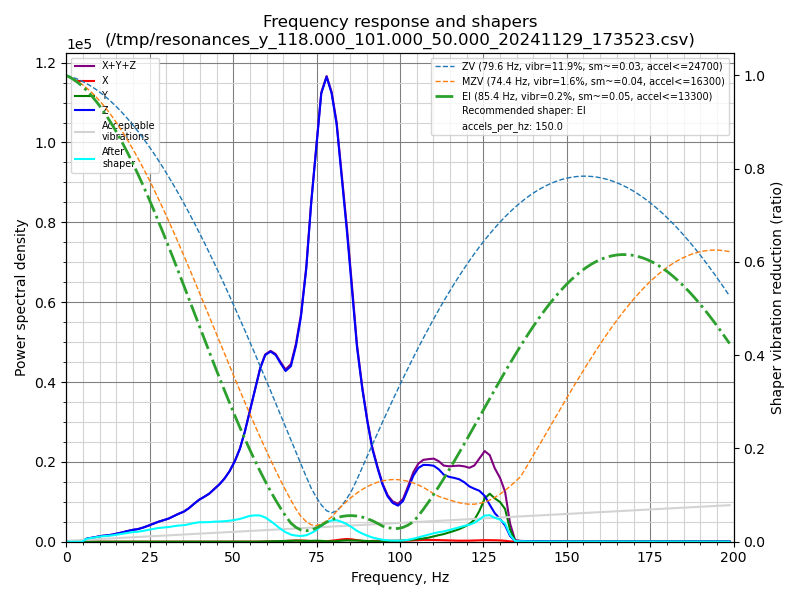 Frequency response and shapers
(/tmp/resonances_y_118.000_101.000_50.000_20241129_173523.csv)
1e5
X+Y+Z
X
Y
Z
Acceptable
vibrations
After
shaper
ZV (79.6 Hz, vibr=11.9%, sm~=0.03, accel<=24700)
MZV (74.4 Hz, vibr=1.6%, sm~=0.04, accel<=16300)
EI (85.4 Hz, vibr=0.2%, sm~=0.05, accel<=13300)
Recommended shaper: EI
accels_per_hz: 150.0
Power spectral density
1.2
1.0
0.8
0.6
0.4
0.2
0.0
1.0
0.8
0.6
0.4
0.2
0.0
Shaper vibration reduction (ratio)
0 25 50 75 100 125 150 175 200
Frequency, Hz